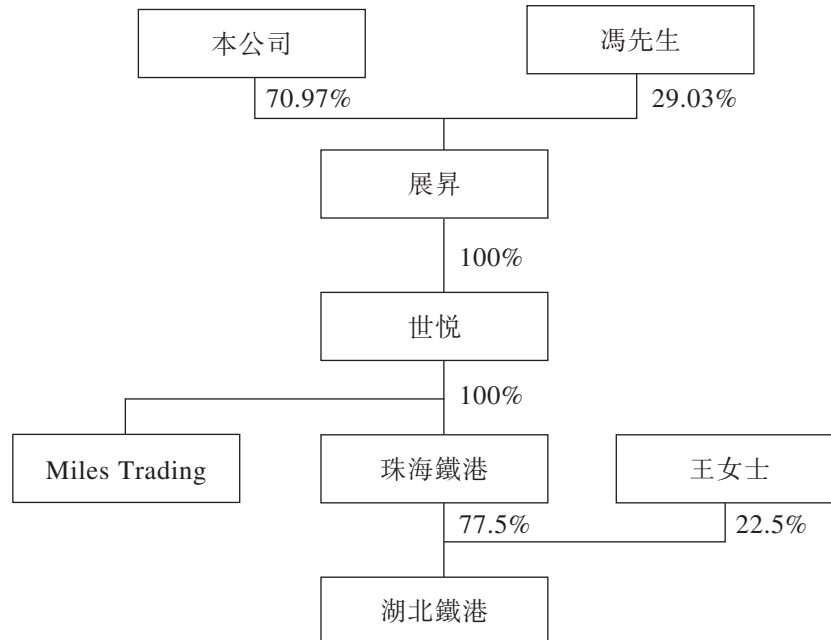 本公司
馮先生
70.97%
29.03%
展昇
100%
世悦
100%
Miles Trading
珠海鐵港
王女士
77.5%
22.5%
湖北鐵港